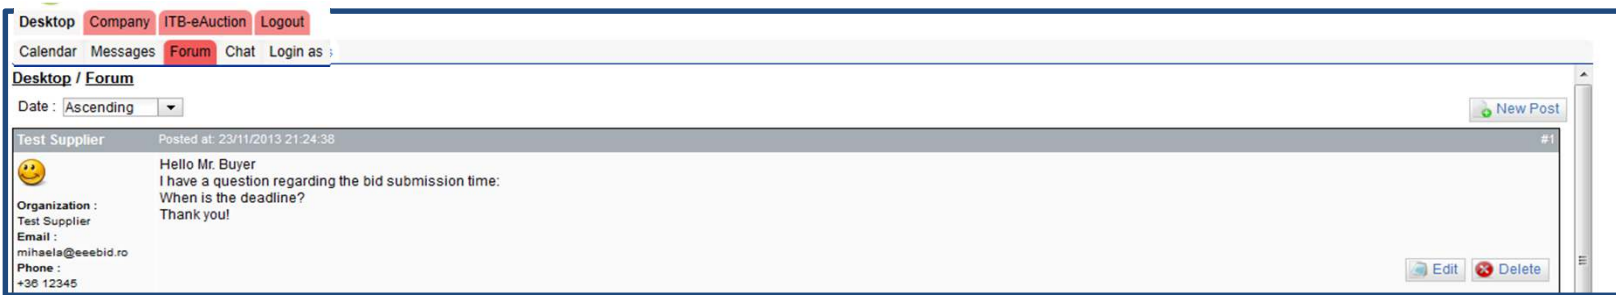 Desktop Company ITB-eAuction Logout
Calendar Messages Forum Chat Login as
Desktop / Forum
Date : Ascending
New Post
Test Supplier Posted at: 23/11/2013 21:24:38 #1
Hello Mr. Buyer
I have a question regarding the bid submission time:
When is the deadline?
Thank you!
Organization :
Test Supplier
Email :
mihaela@eeebid.ro
Phone :
+36 12345
Edit Delete